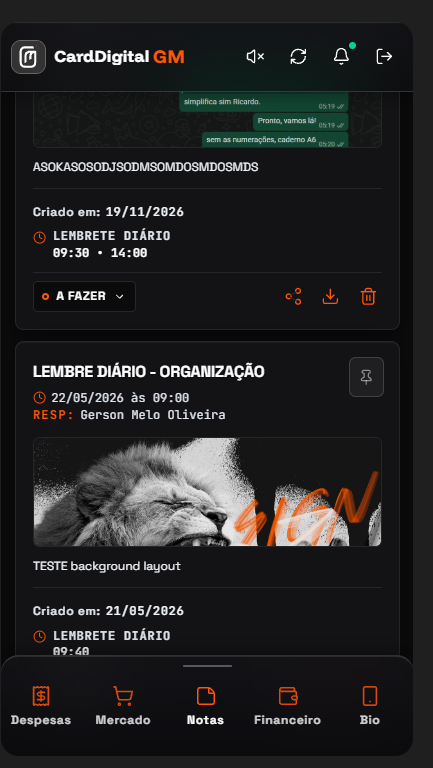 CardDigital GM
simplifica sim Ricardo.
05:19
Pronto, vamos lá!
05:19
sem as numerações, caderno A6
05:20
ASOKASOSODJSODMSOMDOSMDOSMDS
Criado em: 19/11/2026
LEMBRETE DIÁRIO
09:30 • 14:00
A FAZER
LEMBRE DIÁRIO - ORGANIZAÇÃO
22/05/2026 às 09:00
RESP: Gerson Melo Oliveira
SIGN
TESTE background layout
Criado em: 21/05/2026
LEMBRETE DIÁRIO
09:40
Despesas Mercado Notas Financeiro Bio